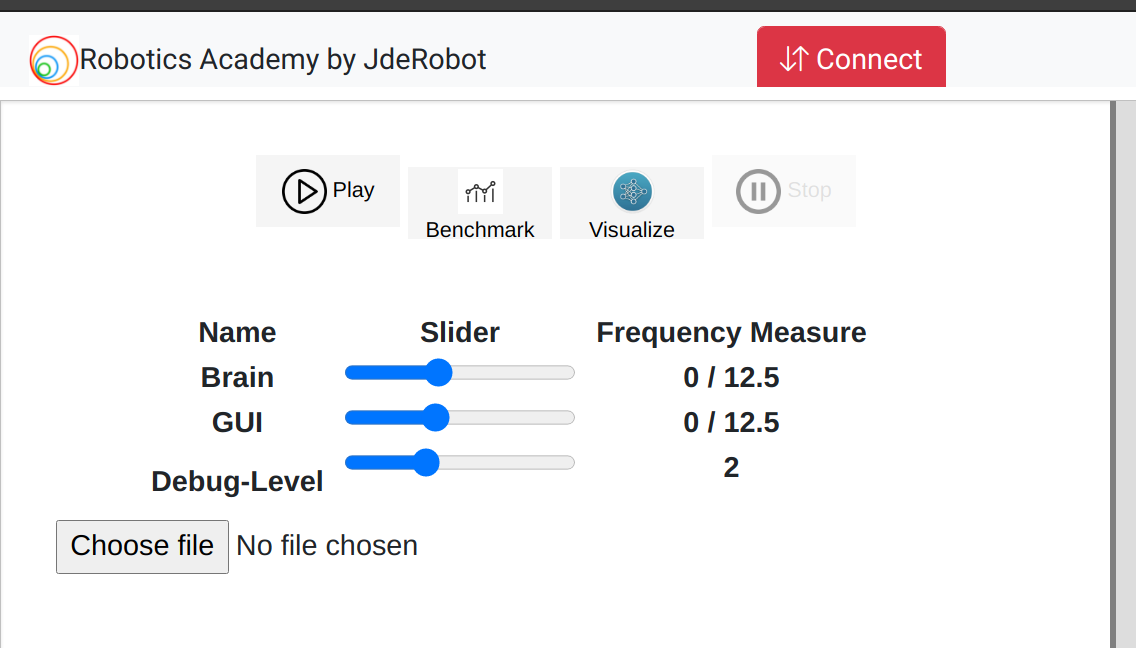 Robotics Academy by JdeRobot
Connect
Play
Benchmark
Visualize
Stop
Name Slider Frequency Measure
Brain 0 / 12.5
GUI 0 / 12.5
Debug-Level 2
Choose file No file chosen